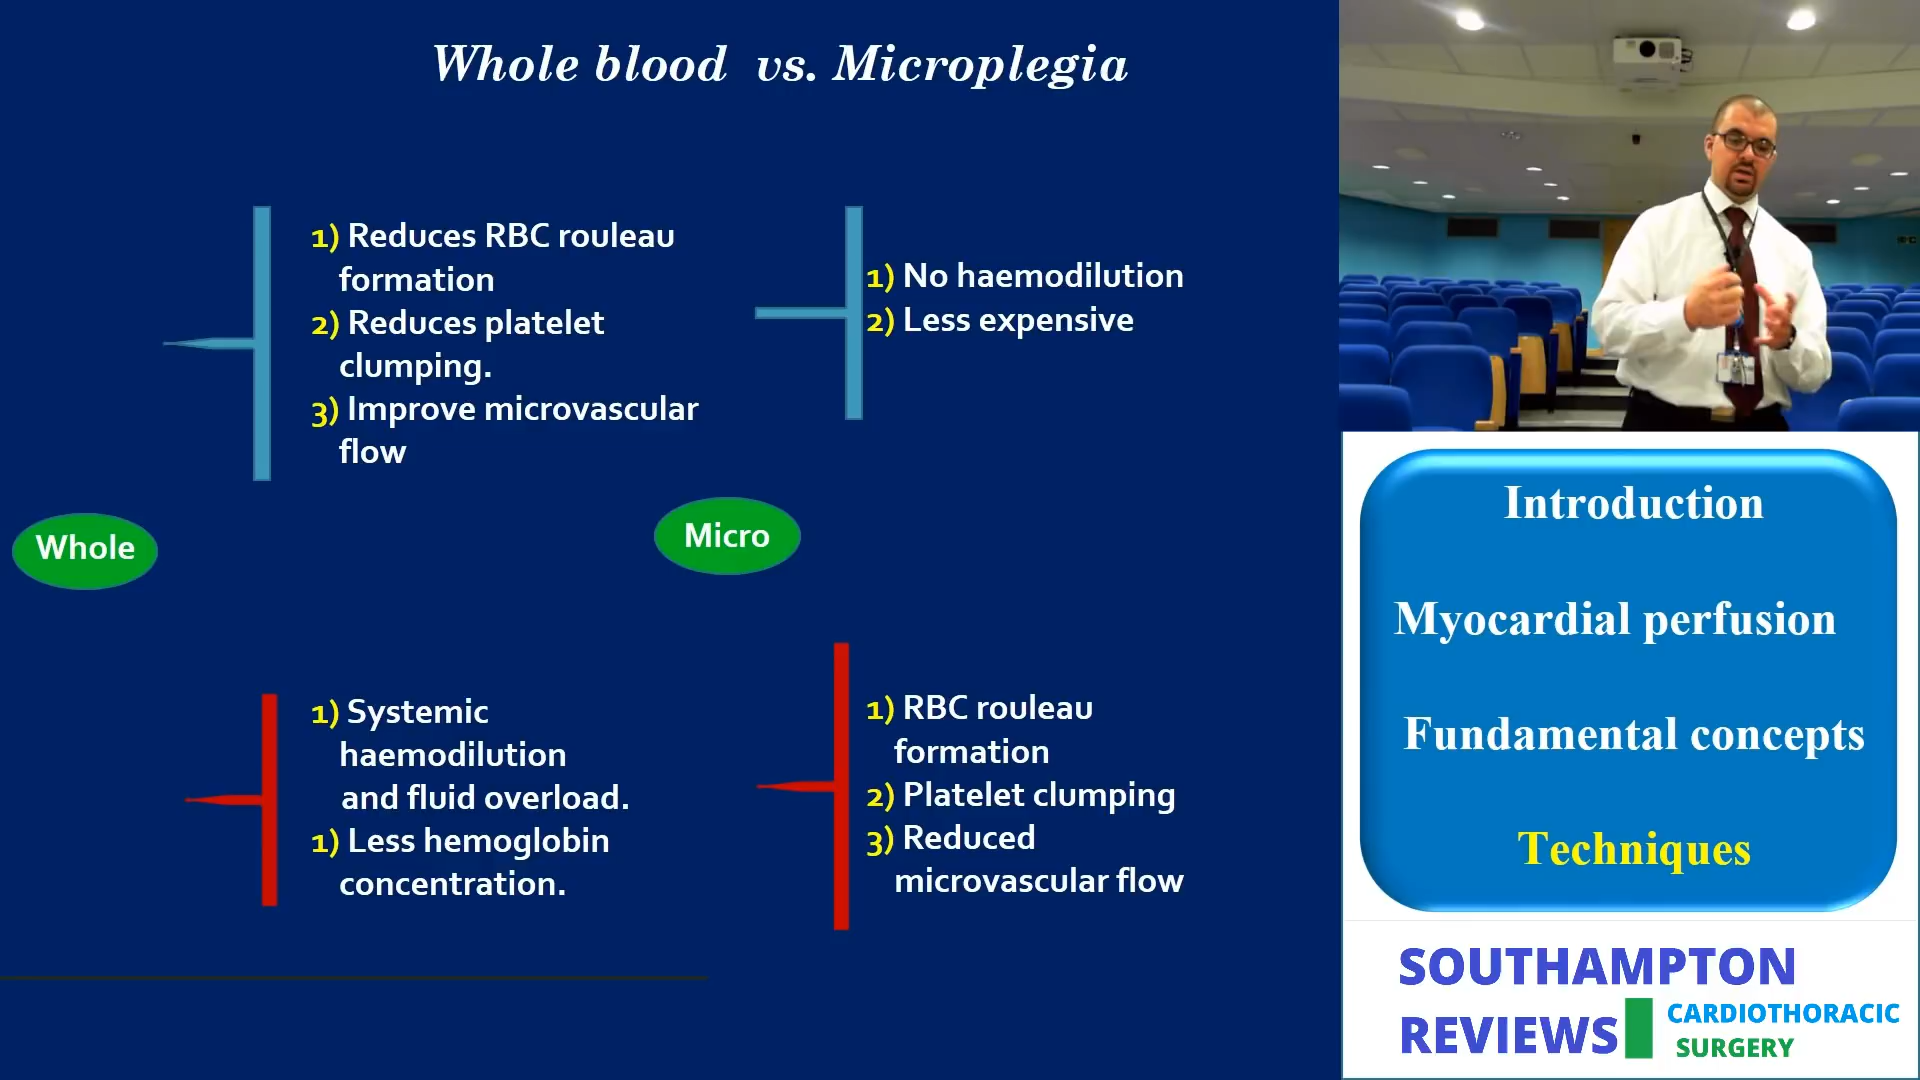 Whole blood vs. Microplegia
1) Reduces RBC rouleau
formation
2) Reduces platelet
clumping.
3) Improve microvascular
flow
1) No haemodilution
2) Less expensive
Whole
Micro
1) Systemic
haemodilution
and fluid overload.
1) Less hemoglobin
concentration.
1) RBC rouleau
formation
2) Platelet clumping
3) Reduced
microvascular flow
Introduction
Myocardial perfusion
Fundamental concepts
Techniques
SOUTHAMPTON
REVIEWS
CARDIOTHORACIC
SURGERY